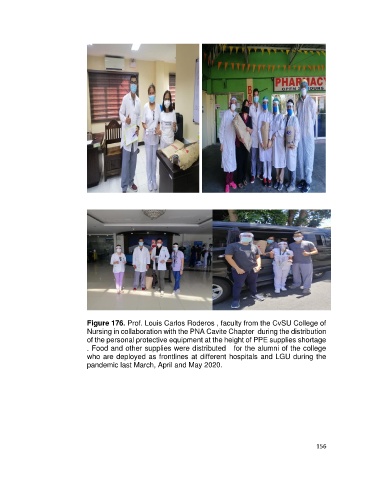 PHARMACY
Figure 176. Prof. Louis Carlos Roderos , faculty from the CvSU College of
Nursing in collaboration with the PNA Cavite Chapter during the distribution
of the personal protective equipment at the height of PPE supplies shortage
. Food and other supplies were distributed for the alumni of the college
who are deployed as frontlines at different hospitals and LGU during the
pandemic last March, April and May 2020.
156